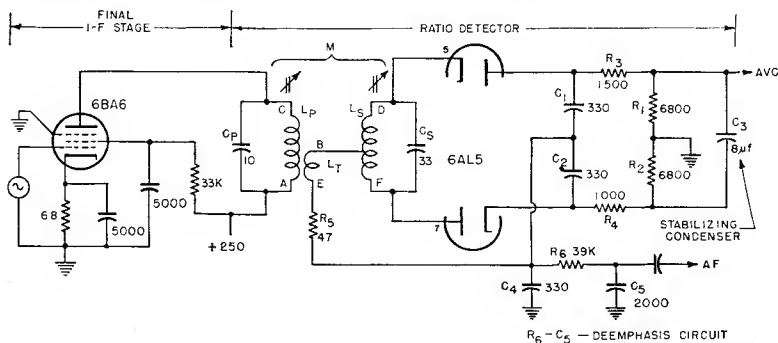 FINAL
I-F STAGE
RATIO DETECTOR
M
6BA6
5
R3
1500
AVC
C
LP
LS
D
C1
330
R1
6800
C3
8µf
CP
10
B
LT
CS
33
6AL5
C2
330
R2
6800
33K
A
E
F
68
5000
5000
+250
R5
47
7
1000
R4
STABILIZING
CONDENSER
R6 39K
AF
C4
330
C5
2000
R6-C5 — DEEMPHASIS CIRCUIT